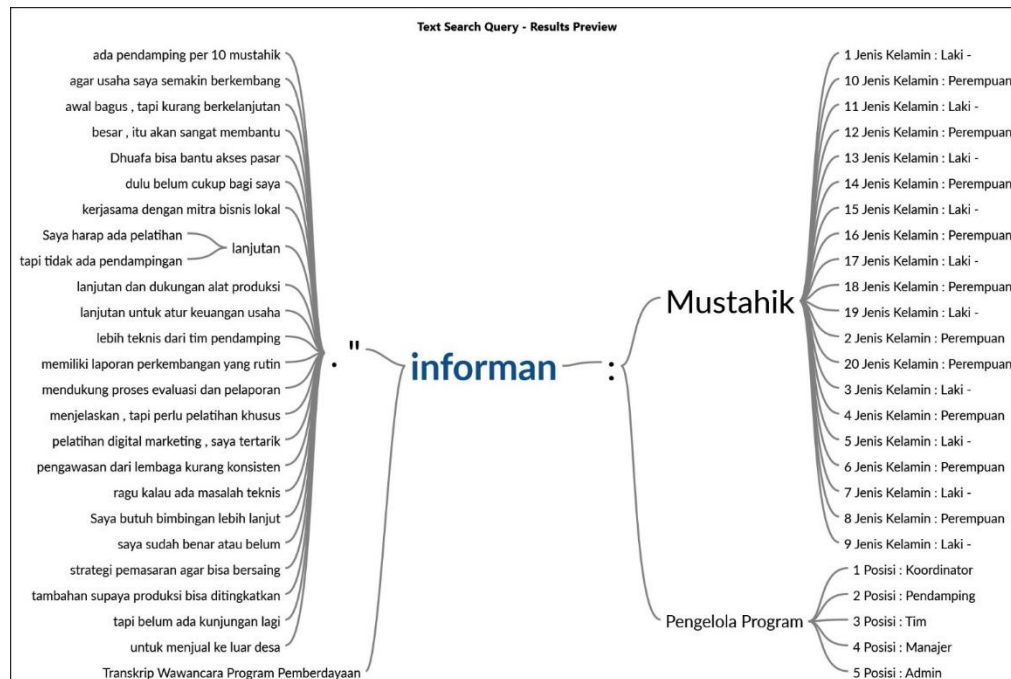 Text Search Query - Results Preview
ada pendamping per 10 mustahik
agar usaha saya semakin berkembang
awal bagus , tapi kurang berkelanjutan
besar , itu akan sangat membantu
Dhuafa bisa bantu akses pasar
dulu belum cukup bagi saya
kerjasama dengan mitra bisnis lokal
Saya harap ada pelatihan
tapi tidak ada pendampingan
lanjutan
lanjutan dan dukungan alat produksi
lanjutan untuk atur keuangan usaha
lebih teknis dari tim pendamping
memiliki laporan perkembangan yang rutin
mendukung proses evaluasi dan pelaporan
menjelaskan , tapi perlu pelatihan khusus
pelatihan digital marketing , saya tertarik
pengawasan dari lembaga kurang konsisten
ragu kalau ada masalah teknis
Saya butuh bimbingan lebih lanjut
saya sudah benar atau belum
strategi pemasaran agar bisa bersaing
tambahan supaya produksi bisa ditingkatkan
tapi belum ada kunjungan lagi
untuk menjual ke luar desa
Transkrip Wawancara Program Pemberdayaan
. "
informan
:
Mustahik
1 Jenis Kelamin : Laki -
10 Jenis Kelamin : Perempuan
11 Jenis Kelamin : Laki -
12 Jenis Kelamin : Perempuan
13 Jenis Kelamin : Laki -
14 Jenis Kelamin : Perempuan
15 Jenis Kelamin : Laki -
16 Jenis Kelamin : Perempuan
17 Jenis Kelamin : Laki -
18 Jenis Kelamin : Perempuan
19 Jenis Kelamin : Laki -
2 Jenis Kelamin : Perempuan
20 Jenis Kelamin : Perempuan
3 Jenis Kelamin : Laki -
4 Jenis Kelamin : Perempuan
5 Jenis Kelamin : Laki -
6 Jenis Kelamin : Perempuan
7 Jenis Kelamin : Laki -
8 Jenis Kelamin : Perempuan
9 Jenis Kelamin : Laki -
Pengelola Program
1 Posisi : Koordinator
2 Posisi : Pendamping
3 Posisi : Tim
4 Posisi : Manajer
5 Posisi : Admin